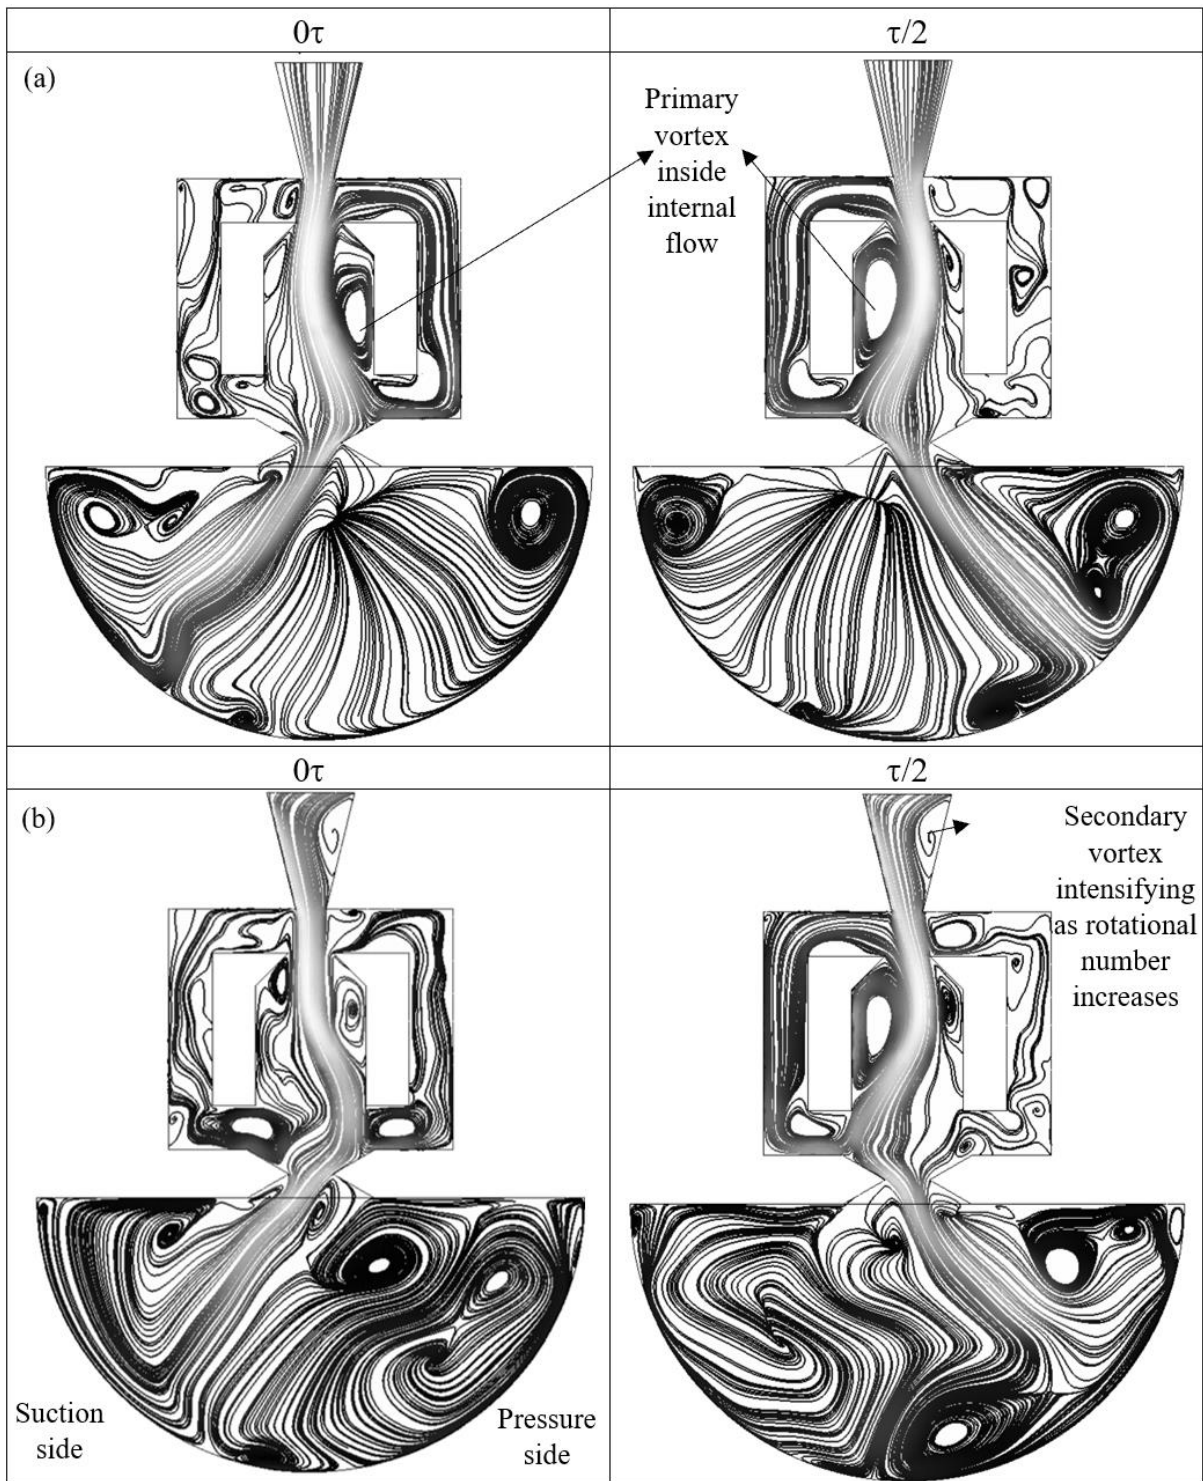 0τ
τ/2
(a)
Primary
vortex
inside
internal
flow
0τ
τ/2
(b)
Secondary
vortex
intensifying
as rotational
number
increases
Suction
side
Pressure
side